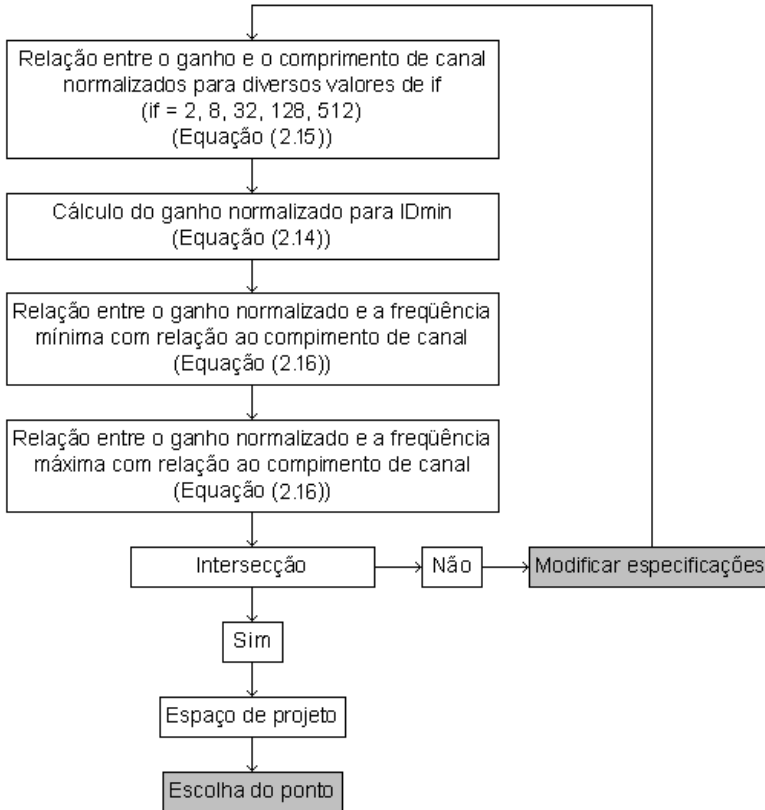 Relação entre o ganho e o comprimento de canal
normalizados para diversos valores de if
(if = 2, 8, 32, 128, 512)
(Equação (2.15))
Cálculo do ganho normalizado para IDmin
(Equação (2.14))
Relação entre o ganho normalizado e a freqüência
mínima com relação ao compimento de canal
(Equação (2.16))
Relação entre o ganho normalizado e a freqüência
máxima com relação ao compimento de canal
(Equação (2.16))
Intersecção
Não
Modificar especificações
Sim
Espaço de projeto
Escolha do ponto